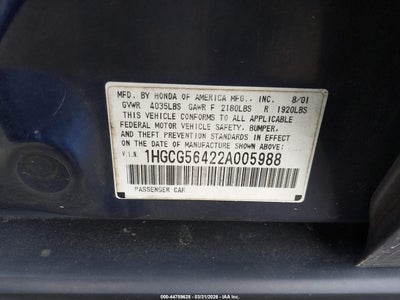 MFD. BY HONDA OF AMERICA MFG., INC. 8/01
GVWR 4035LBS GAWR F 2180LBS R 1920LBS
THIS VEHICLE CONFORMS TO ALL APPLICABLE
FEDERAL MOTOR VEHICLE SAFETY, BUMPER,
AND THEFT PREVENTION STANDARDS IN EFFECT
ON THE DATE OF MANUFACTURE SHOWN ABOVE.
V.I.N. 1HGCG56422A005988
PASSENGER CAR
000-44759628 - 03/31/2026 - IAA